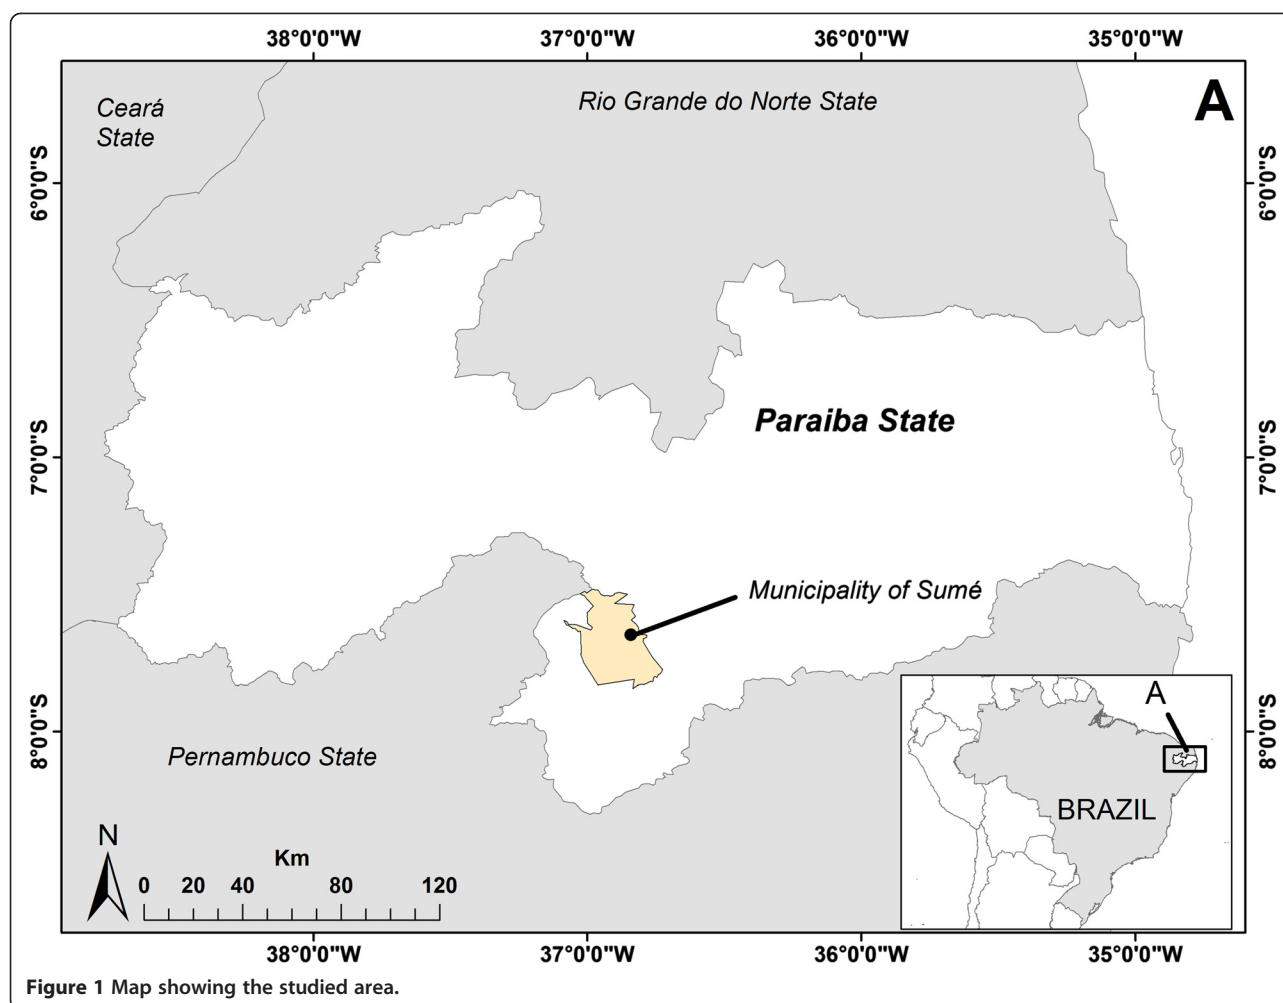 38°0'0"W 37°0'0"W 36°0'0"W 35°0'0"W
A
Ceará
State
Rio Grande do Norte State
6°0'0"S 6°0'0"S
Paraiba State
7°0'0"S 7°0'0"S
Municipality of Sumé
8°0'0"S 8°0'0"S
Pernambuco State
A
BRAZIL
N
Km
0 20 40 80 120
38°0'0"W 37°0'0"W 36°0'0"W 35°0'0"W
Figure 1 Map showing the studied area.